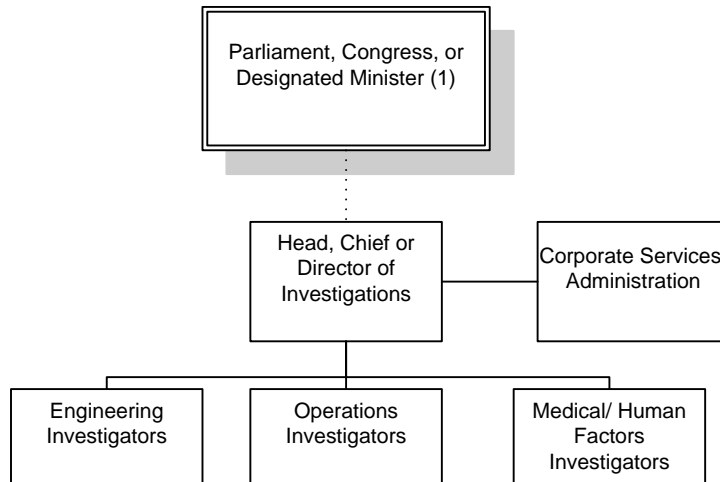 Parliament, Congress, or
Designated Minister (1)
Head, Chief or
Director of
Investigations
Corporate Services
Administration
Engineering
Investigators
Operations
Investigators
Medical/ Human
Factors
Investigators